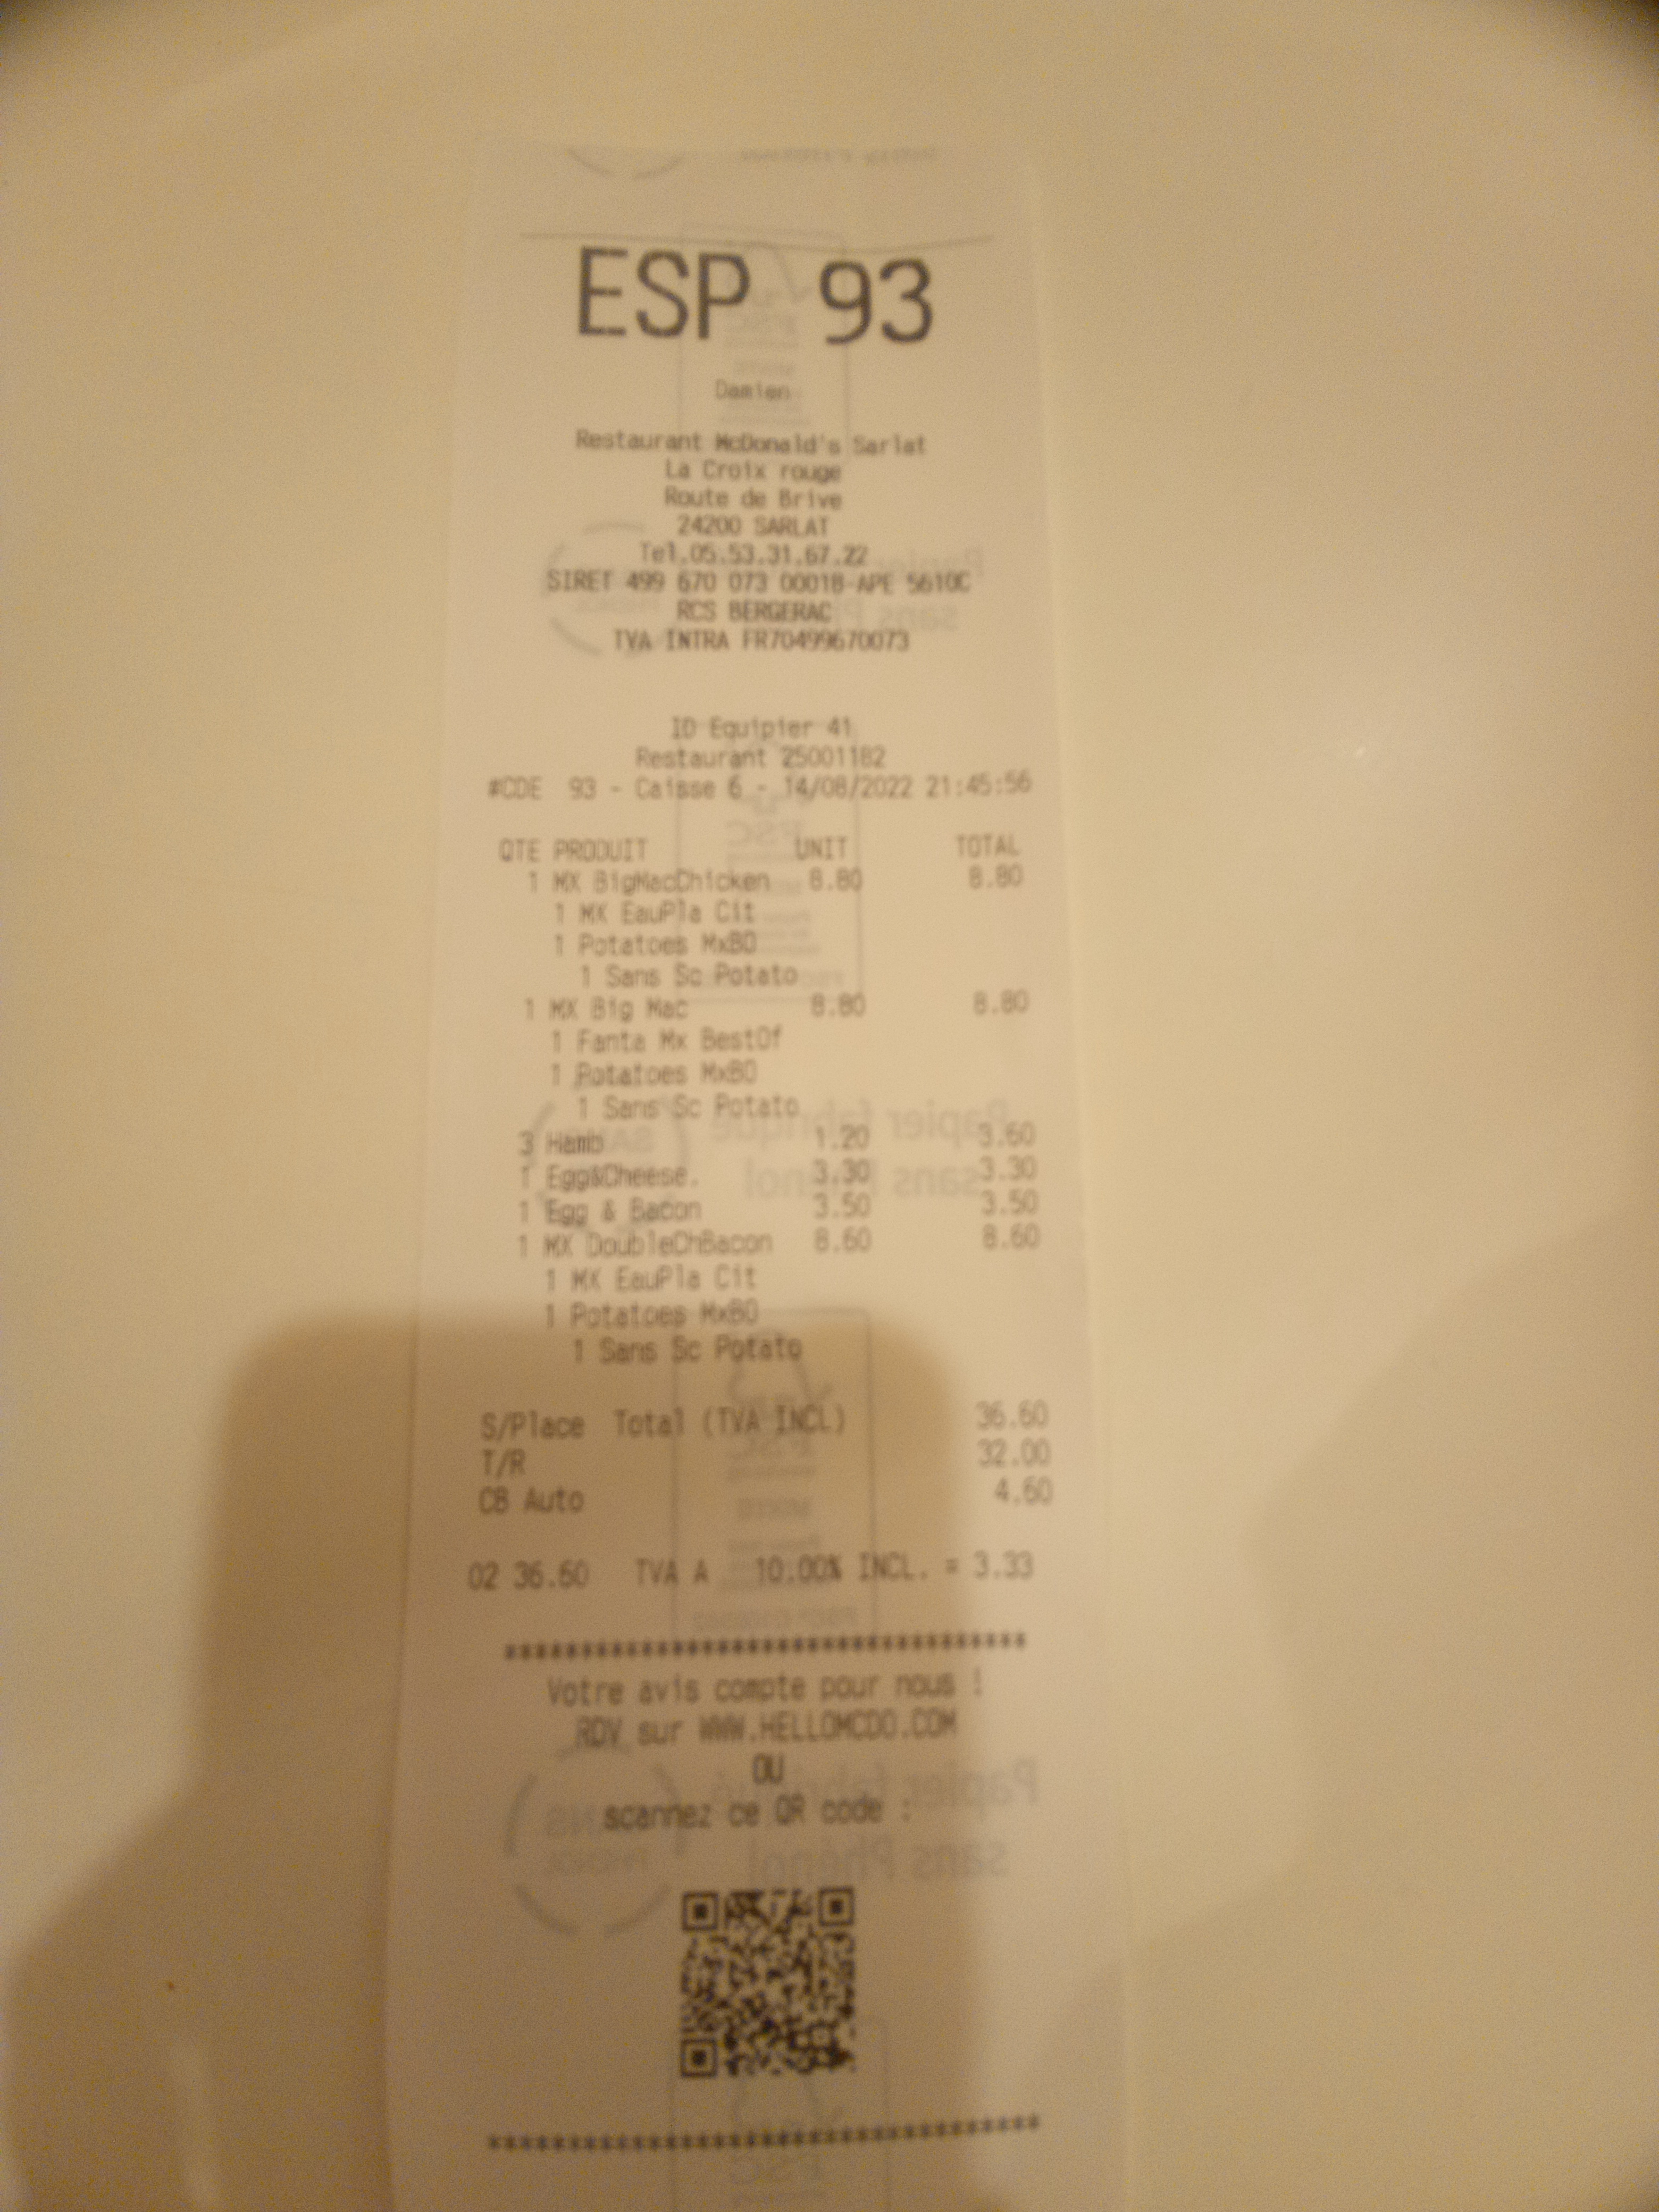 ESP 93
Damien
Restaurant McDonald's Sarlat
La Croix rouge
Route de Brive
24200 SARLAT
Tel.05.53.31.67.22
SIRET 499 670 073 00018-APE 5610C
RCS BERGERAC
TVA INTRA FR70499670073
ID Equipier 41
Restaurant 25001182
#CDE 93 - Caisse 6 - 14/08/2022 21:45:56
QTE PRODUIT UNIT TOTAL
1 MX BigMacChicken 8.80 8.80
1 MX EauPla Cit
1 Potatoes MxBO
1 Sans Sc Potato
1 MX Big Mac 8.80 8.80
1 Fanta Mx BestOf
1 Potatoes MxBO
1 Sans Sc Potato
3 Hamb 1.20 3.60
1 Egg&Cheese. 3.30 3.30
1 Egg & Bacon 3.50 3.50
1 MX DoubleChBacon 8.60 8.60
1 MX EauPla Cit
1 Potatoes MxBO
1 Sans Sc Potato
S/Place Total (TVA INCL) 36.60
T/R 32.00
CB Auto 4.60
02 36.60 TVA A 10.00% INCL. = 3.33
Votre avis compte pour nous !
RDV sur WWW.HELLOMCDO.COM
OU
scannez ce QR code :